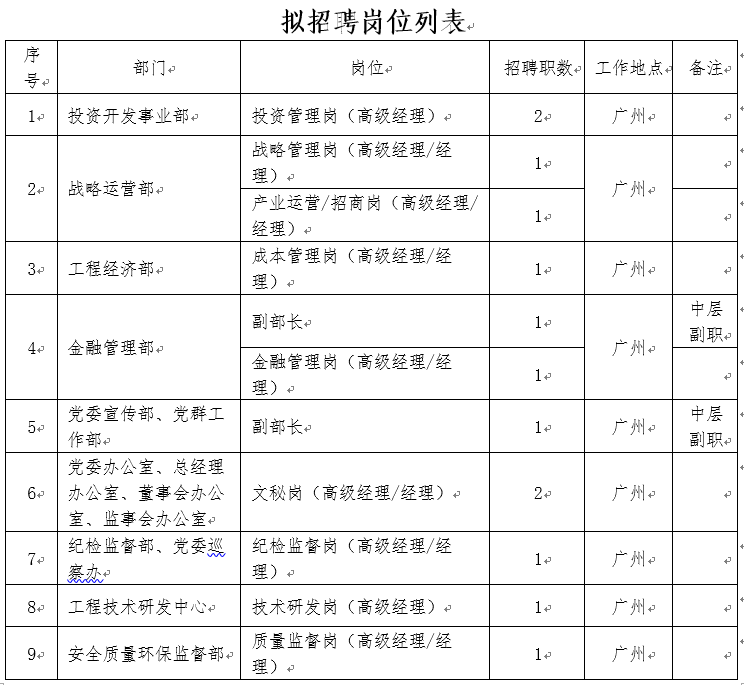 拟招聘岗位列表
序
号
部门
岗位
招聘职数
工作地点
备注
1
投资开发事业部
投资管理岗（高级经理）
2
广州
2
战略运营部
战略管理岗（高级经理/经
理）
1
广州
产业运营/招商岗（高级经理/
经理）
1
3
工程经济部
成本管理岗（高级经理/经
理）
1
广州
4
金融管理部
副部长
1
广州
中层
副职
金融管理岗（高级经理/经
理）
1
5
党委宣传部、党群工
作部
副部长
1
广州
中层
副职
6
党委办公室、总经理
办公室、董事会办公
室、监事会办公室
文秘岗（高级经理/经理）
2
广州
7
纪检监督部、党委巡
察办
纪检监督岗（高级经理/经
理）
1
广州
8
工程技术研发中心
技术研发岗（高级经理）
1
广州
9
安全质量环保监督部
质量监督岗（高级经理/经
理）
1
广州